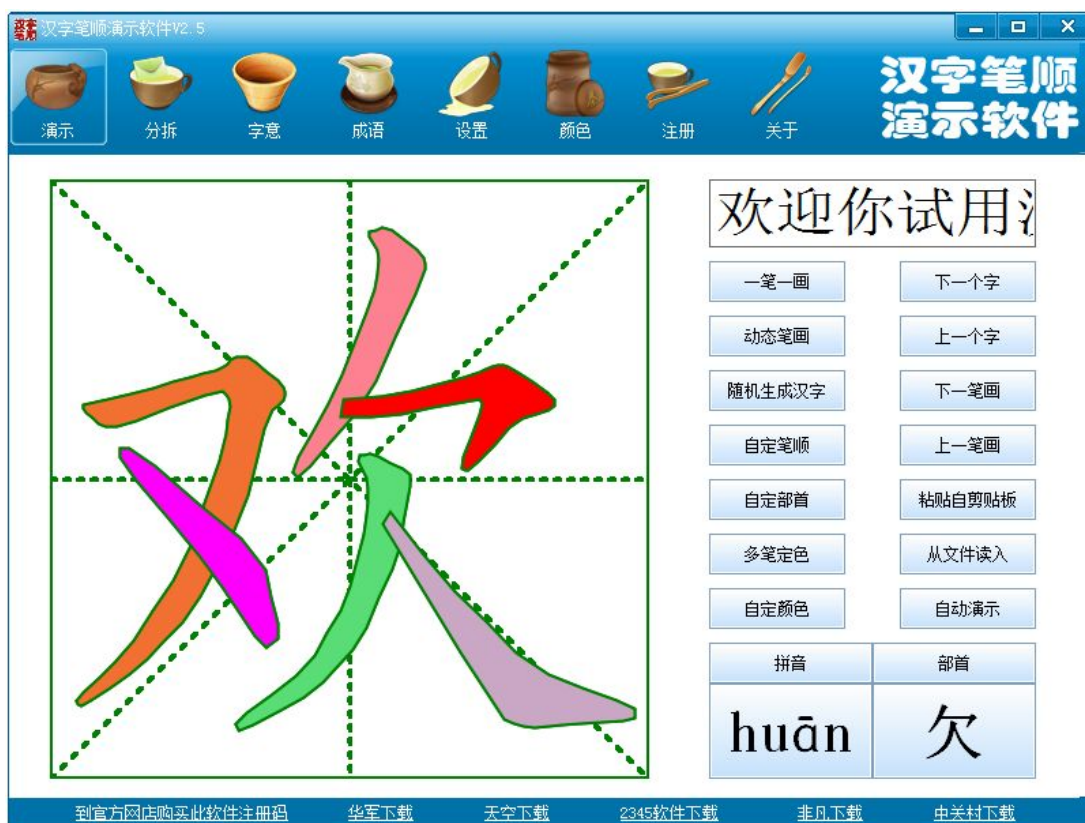 汉字笔顺演示软件V2.5
演示 分拆 字意 成语 设置 颜色 注册 关于
汉字笔顺
演示软件
欢
欢迎你试用
一笔一画 下一个字
动态笔画 上一个字
随机生成汉字 下一笔画
自定笔顺 上一笔画
自定部首 粘贴自剪贴板
多笔定色 从文件读入
自定颜色 自动演示
拼音 部首
huān 欠
到官方网店购买此软件注册码 华军下载 天空下载 2345软件下载 非凡下载 中关村下载